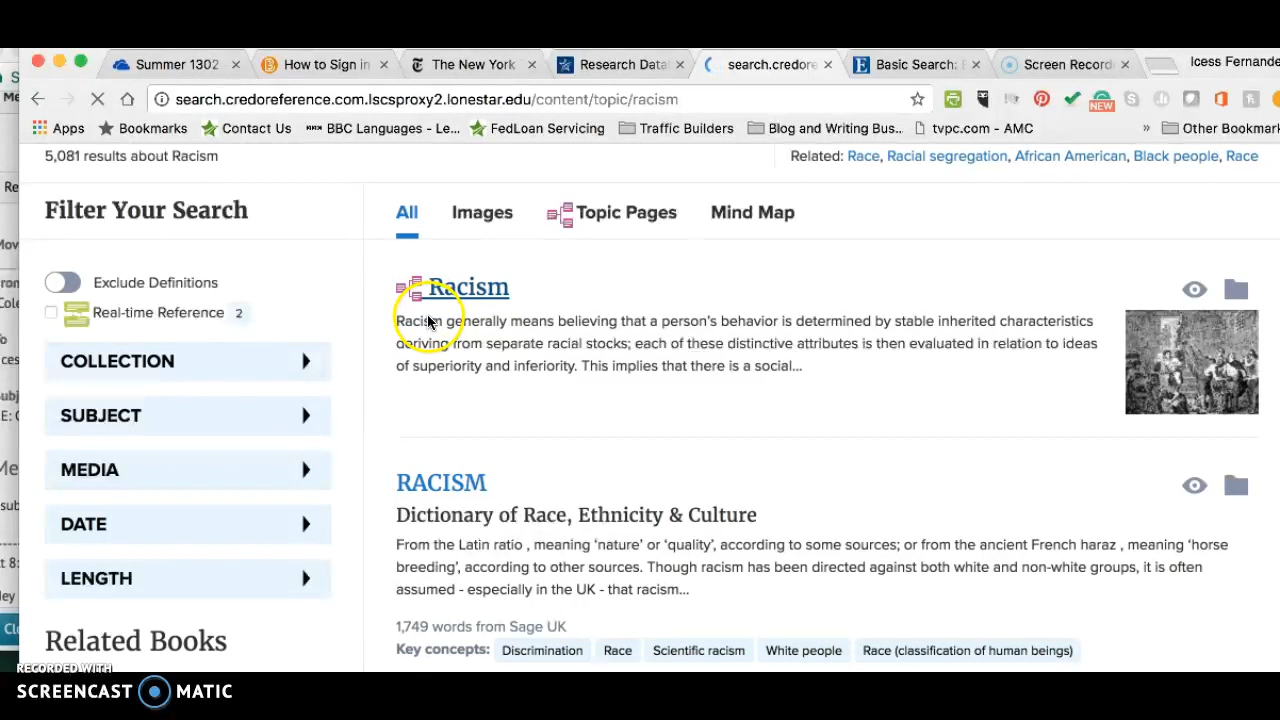 Summer 1302
How to Sign in
The New York
Research Data
search.credore
Basic Search: E
Screen Record
Icess Fernande
search.credoreference.com.lscsproxy2.lonestar.edu/content/topic/racism
NEW
Apps
Bookmarks
Contact Us
BBC Languages - Le...
FedLoan Servicing
Traffic Builders
Blog and Writing Bus...
tvpc.com - AMC
»
Other Bookmar
5,081 results about Racism
Related: Race, Racial segregation, African American, Black people, Race
Filter Your Search
All
Images
Topic Pages
Mind Map
Exclude Definitions
Real-time Reference 2
COLLECTION
SUBJECT
MEDIA
DATE
LENGTH
Related Books
Racism
Racism generally means believing that a person's behavior is determined by stable inherited characteristics
deriving from separate racial stocks; each of these distinctive attributes is then evaluated in relation to ideas
of superiority and inferiority. This implies that there is a social...
RACISM
Dictionary of Race, Ethnicity & Culture
From the Latin ratio , meaning ‘nature’ or ‘quality’, according to some sources; or from the ancient French haraz , meaning ‘horse
breeding’, according to other sources. Though racism has been directed against both white and non-white groups, it is often
assumed - especially in the UK - that racism...
1,749 words from Sage UK
Key concepts: Discrimination Race Scientific racism White people Race (classification of human beings)
RECORDED WITH
SCREENCAST MATIC